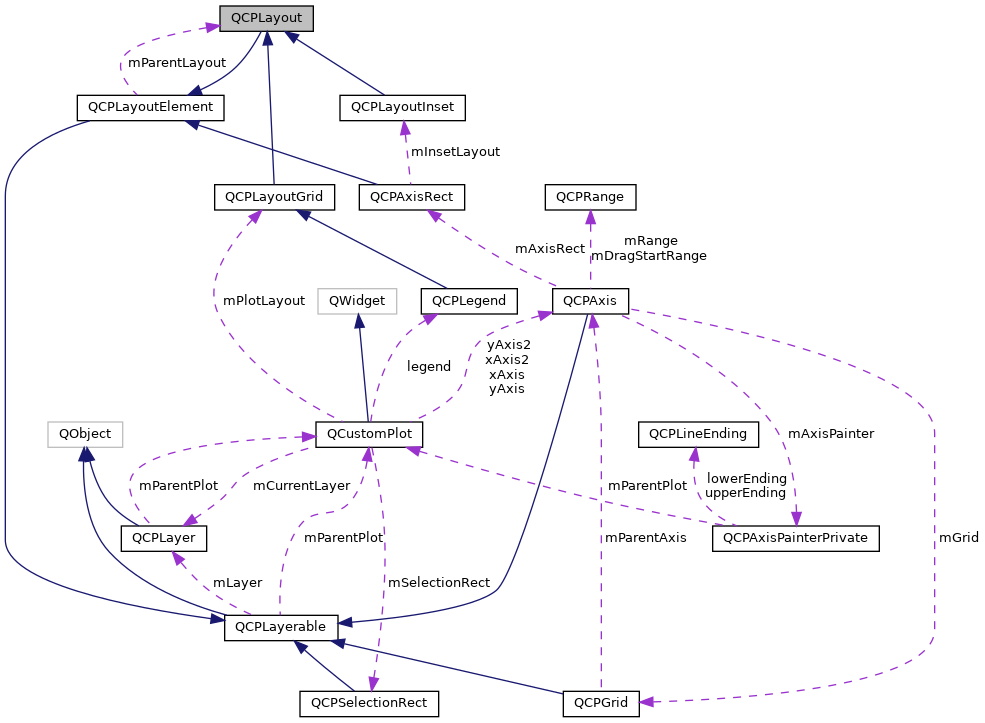 QCPLayout
mParentLayout
QCPLayoutElement
QCPLayoutInset
mInsetLayout
QCPLayoutGrid
QCPAxisRect
QCPRange
mAxisRect
mRange
mDragStartRange
QWidget
QCPLegend
QCPAxis
mPlotLayout
legend
yAxis2
xAxis2
xAxis
yAxis
QObject
QCustomPlot
QCPLineEnding
mAxisPainter
mParentPlot
mCurrentLayer
mParentPlot
lowerEnding
upperEnding
QCPLayer
mParentPlot
mParentAxis
QCPAxisPainterPrivate
mGrid
mLayer
mSelectionRect
QCPLayerable
QCPSelectionRect
QCPGrid